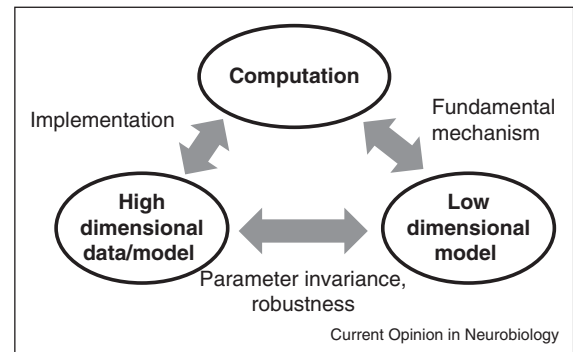 Computation
Implementation
Fundamental
mechanism
High
dimensional
data/model
Low
dimensional
model
Parameter invariance,
robustness
Current Opinion in Neurobiology